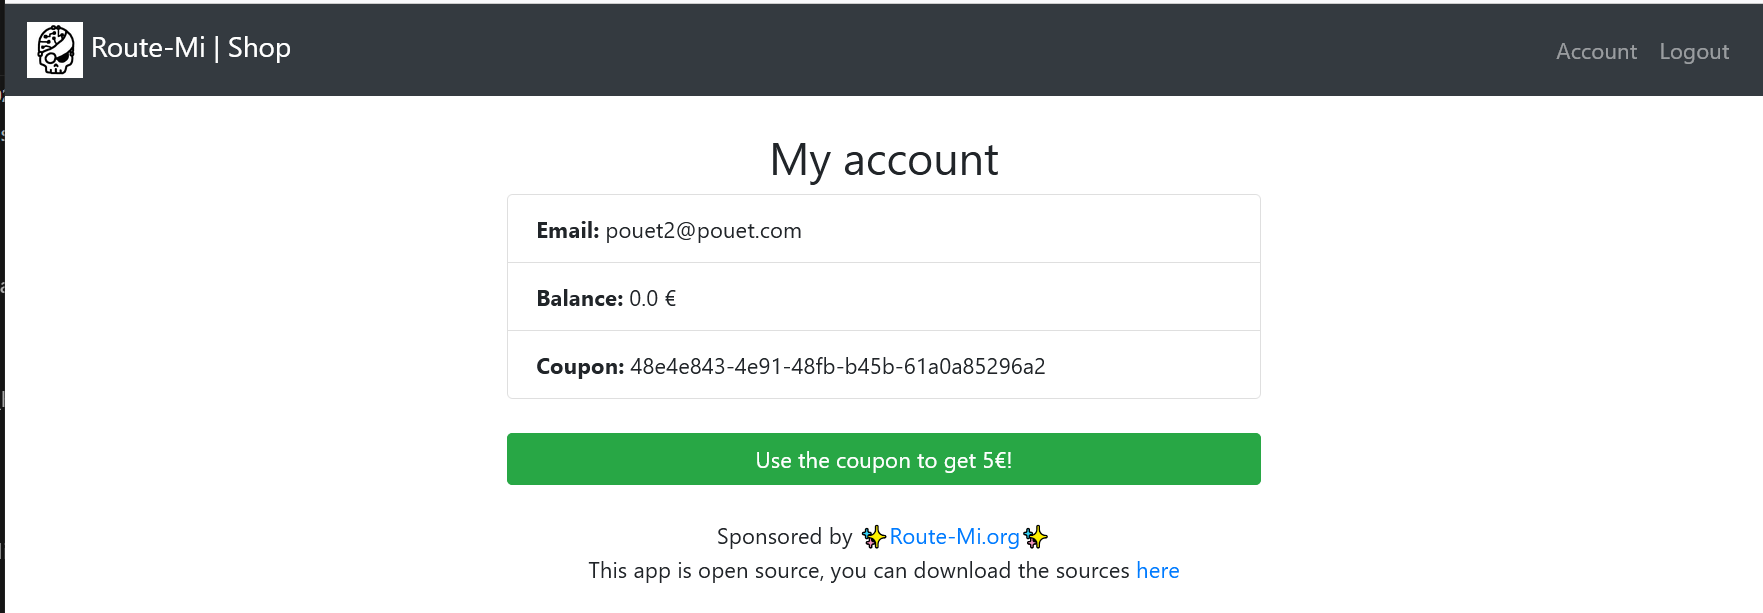 Route-Mi | Shop
Account Logout
My account
Email: pouet2@pouet.com
Balance: 0.0 €
Coupon: 48e4e843-4e91-48fb-b45b-61a0a85296a2
Use the coupon to get 5€!
Sponsored by ✨Route-Mi.org✨
This app is open source, you can download the sources here